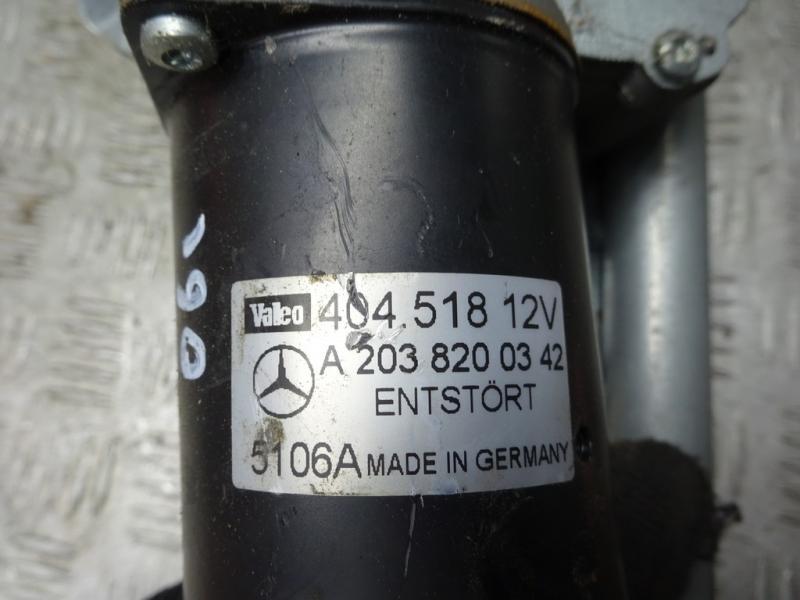 Valeo 404.518 12V
A 203 820 03 42
ENTSTÖRT
5106A MADE IN GERMANY